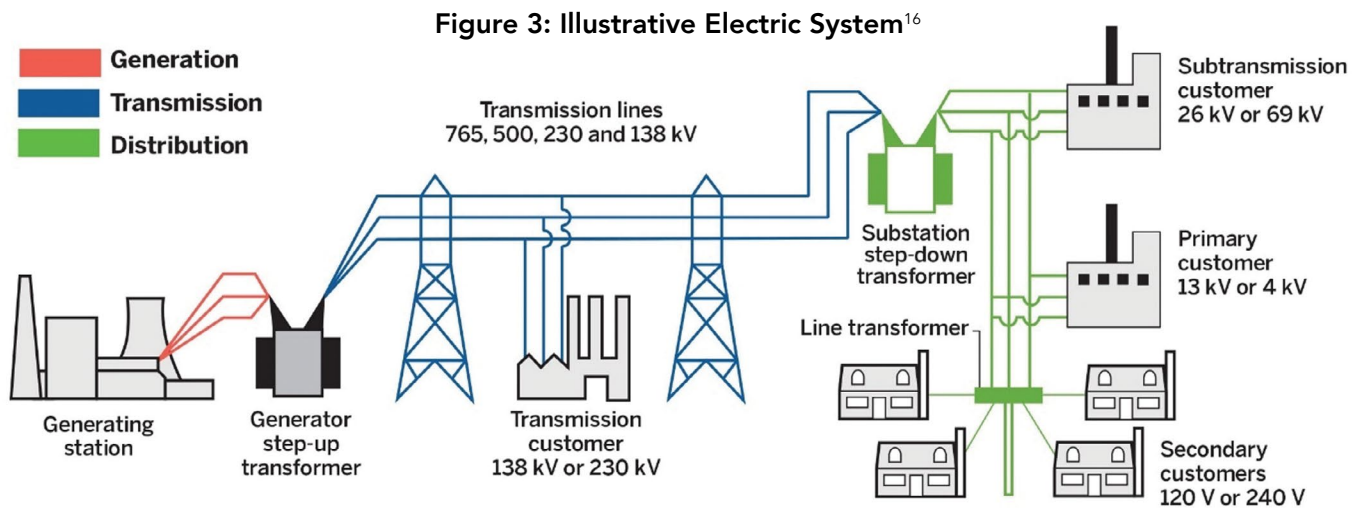 Figure 3: Illustrative Electric System16
Generation
Transmission
Distribution
Transmission lines
765, 500, 230 and 138 kV
Subtransmission
customer
26 kV or 69 kV
Substation
step-down
transformer
Primary
customer
13 kV or 4 kV
Line transformer
Generating
station
Generator
step-up
transformer
Transmission
customer
138 kV or 230 kV
Secondary
customers
120 V or 240 V